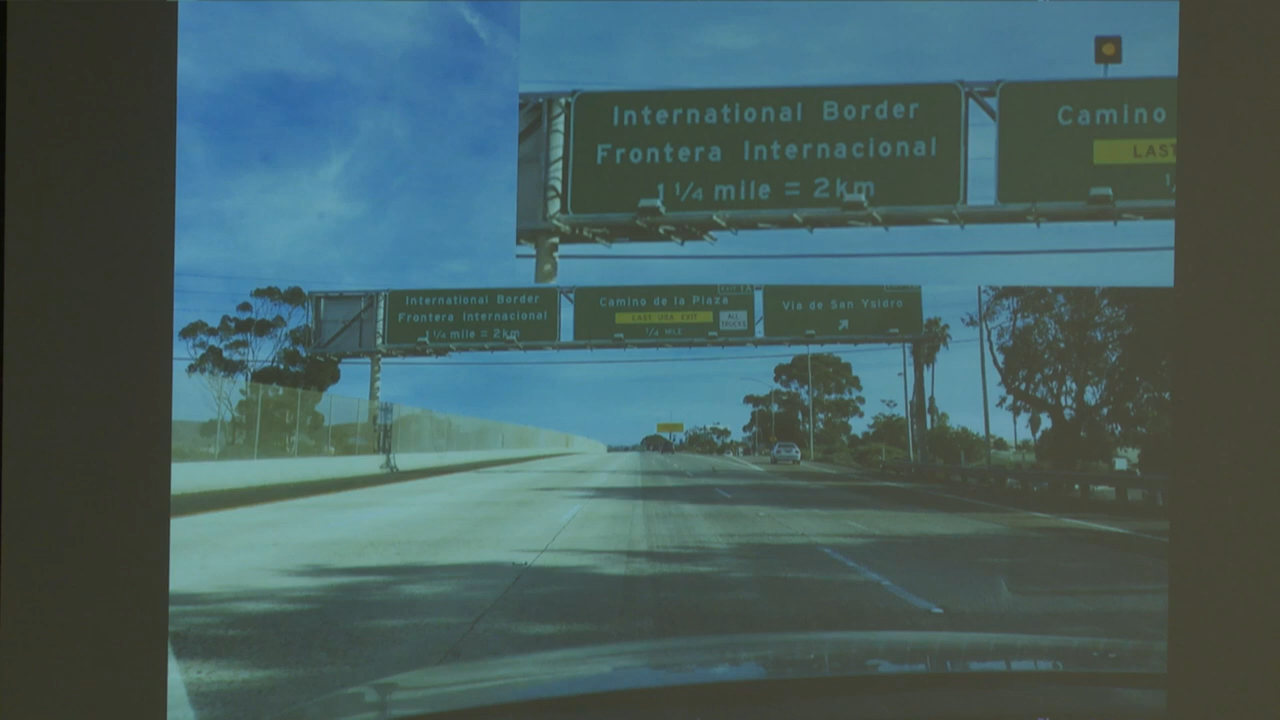 International Border
Frontera Internacional
1 1/4 mile = 2km
Camino
LAST
International Border
Frontera Internacional
1 1/4 mile = 2km
Camino de la Plaza
LAST USA EXIT
1/4 MILE
ALL
TRUCKS
Via de San Ysidro